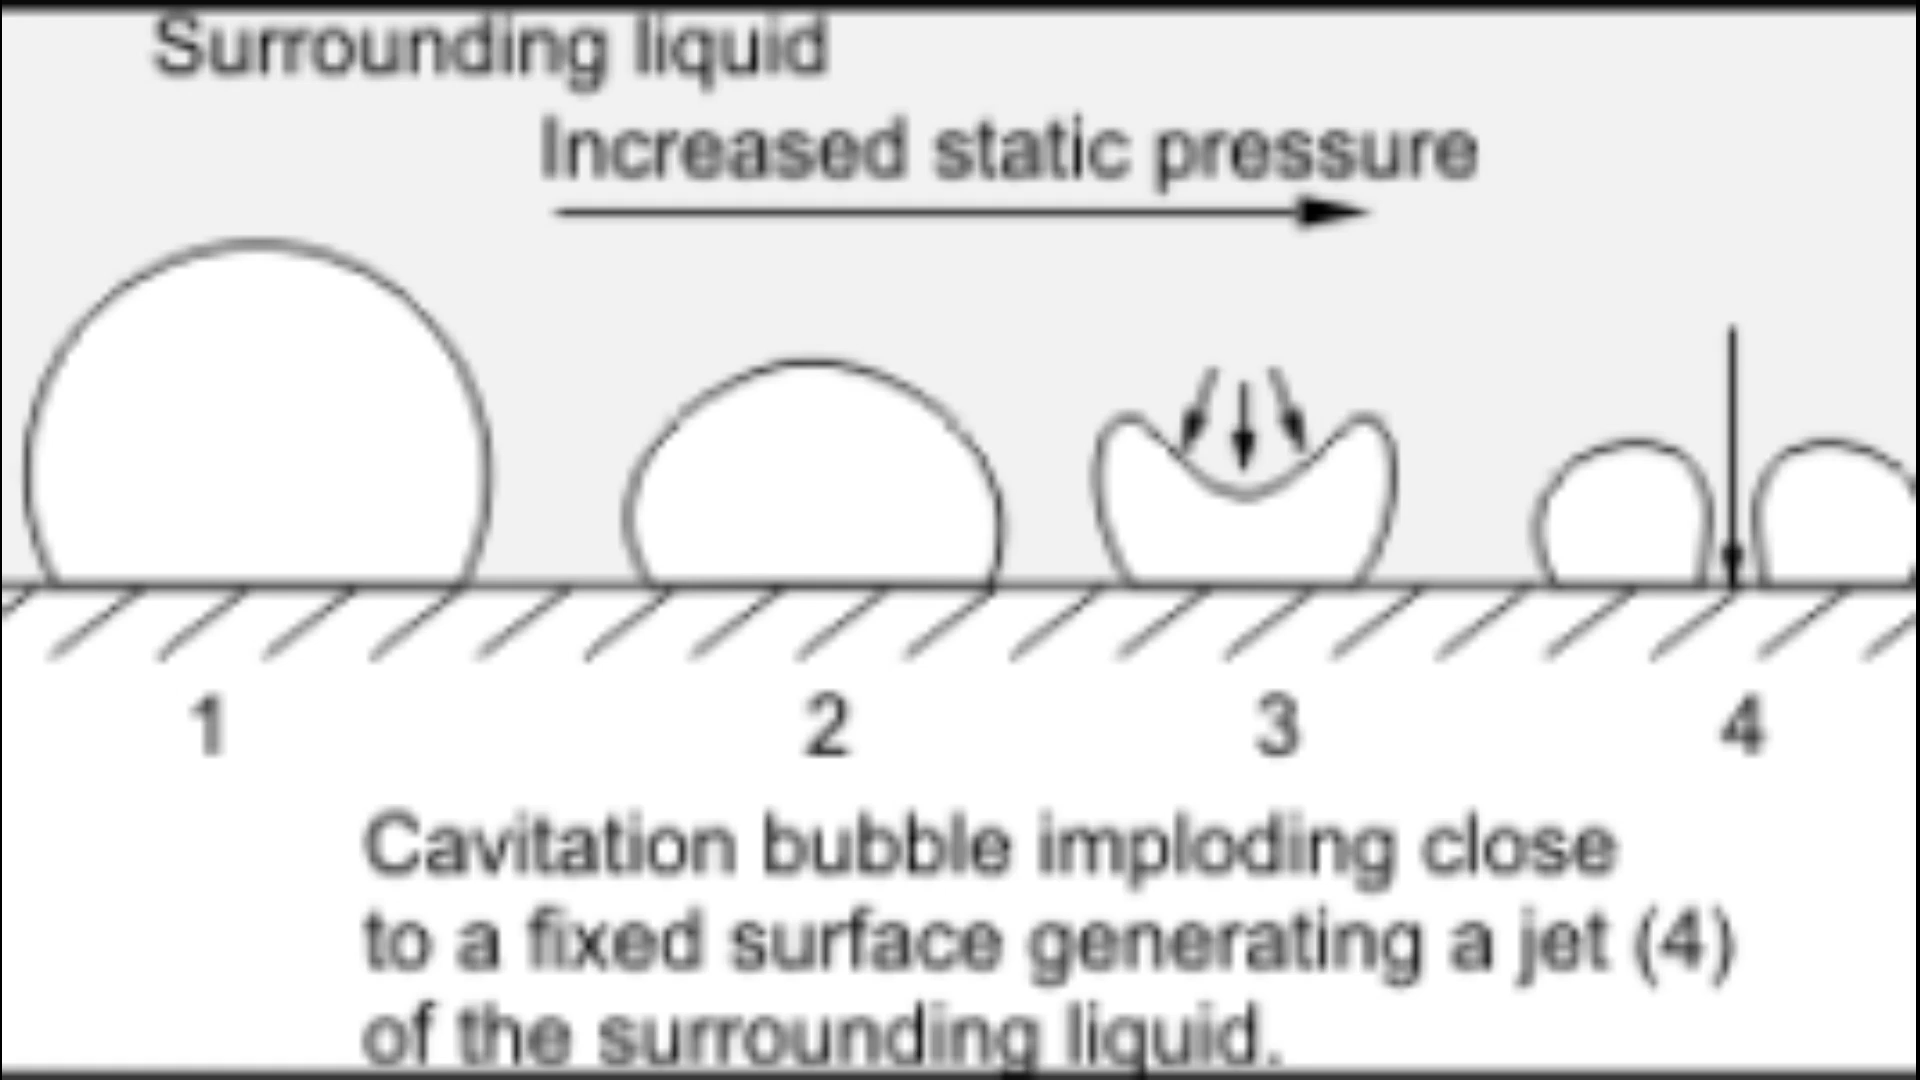 Surrounding liquid
Increased static pressure
1 2 3 4
Cavitation bubble imploding close
to a fixed surface generating a jet (4)
of the surrounding liquid.